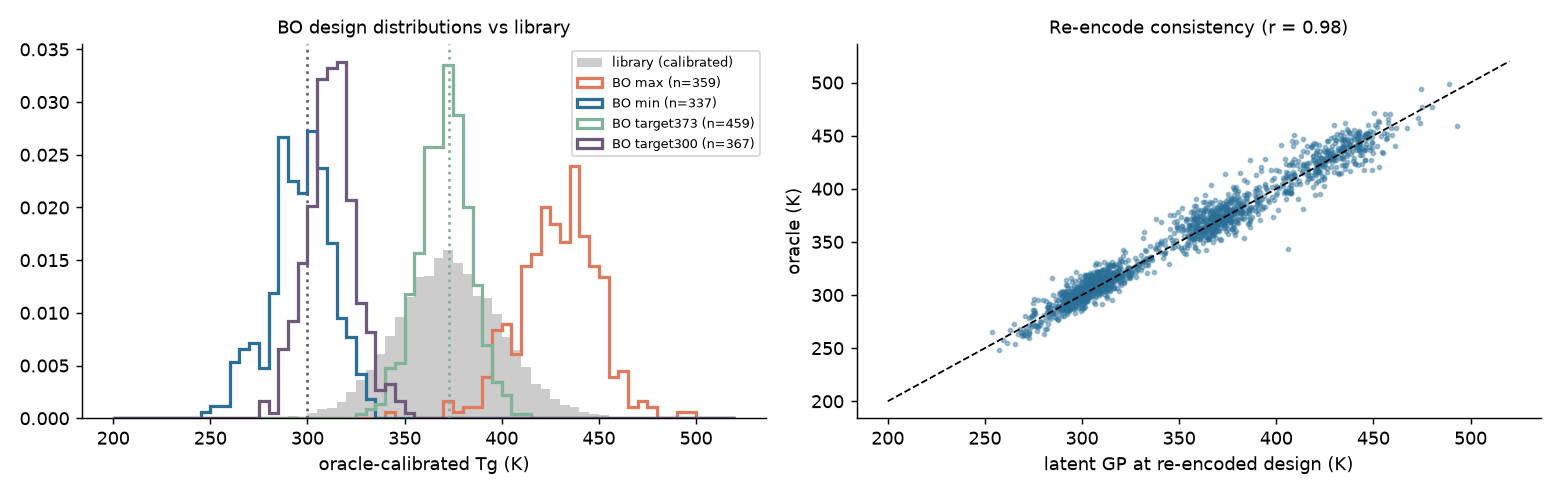 BO design distributions vs library
0.035
0.030
0.025
0.020
0.015
0.010
0.005
0.000
library (calibrated)
BO max (n=359)
BO min (n=337)
BO target373 (n=459)
BO target300 (n=367)
200 250 300 350 400 450 500
oracle-calibrated Tg (K)
Re-encode consistency (r = 0.98)
oracle (K)
500
450
400
350
300
250
200
200 250 300 350 400 450 500
latent GP at re-encoded design (K)